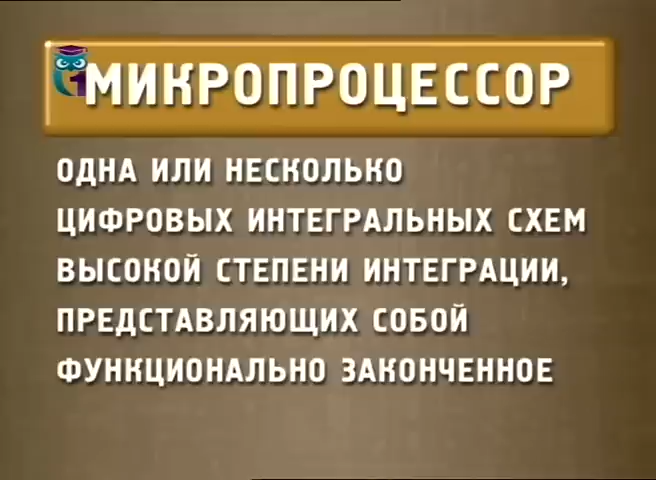 МИКРОПРОЦЕССОР
ОДНА ИЛИ НЕСКОЛЬКО
ЦИФРОВЫХ ИНТЕГРАЛЬНЫХ СХЕМ
ВЫСОКОЙ СТЕПЕНИ ИНТЕГРАЦИИ,
ПРЕДСТАВЛЯЮЩИХ СОБОЙ
ФУНКЦИОНАЛЬНО ЗАКОНЧЕННОЕ